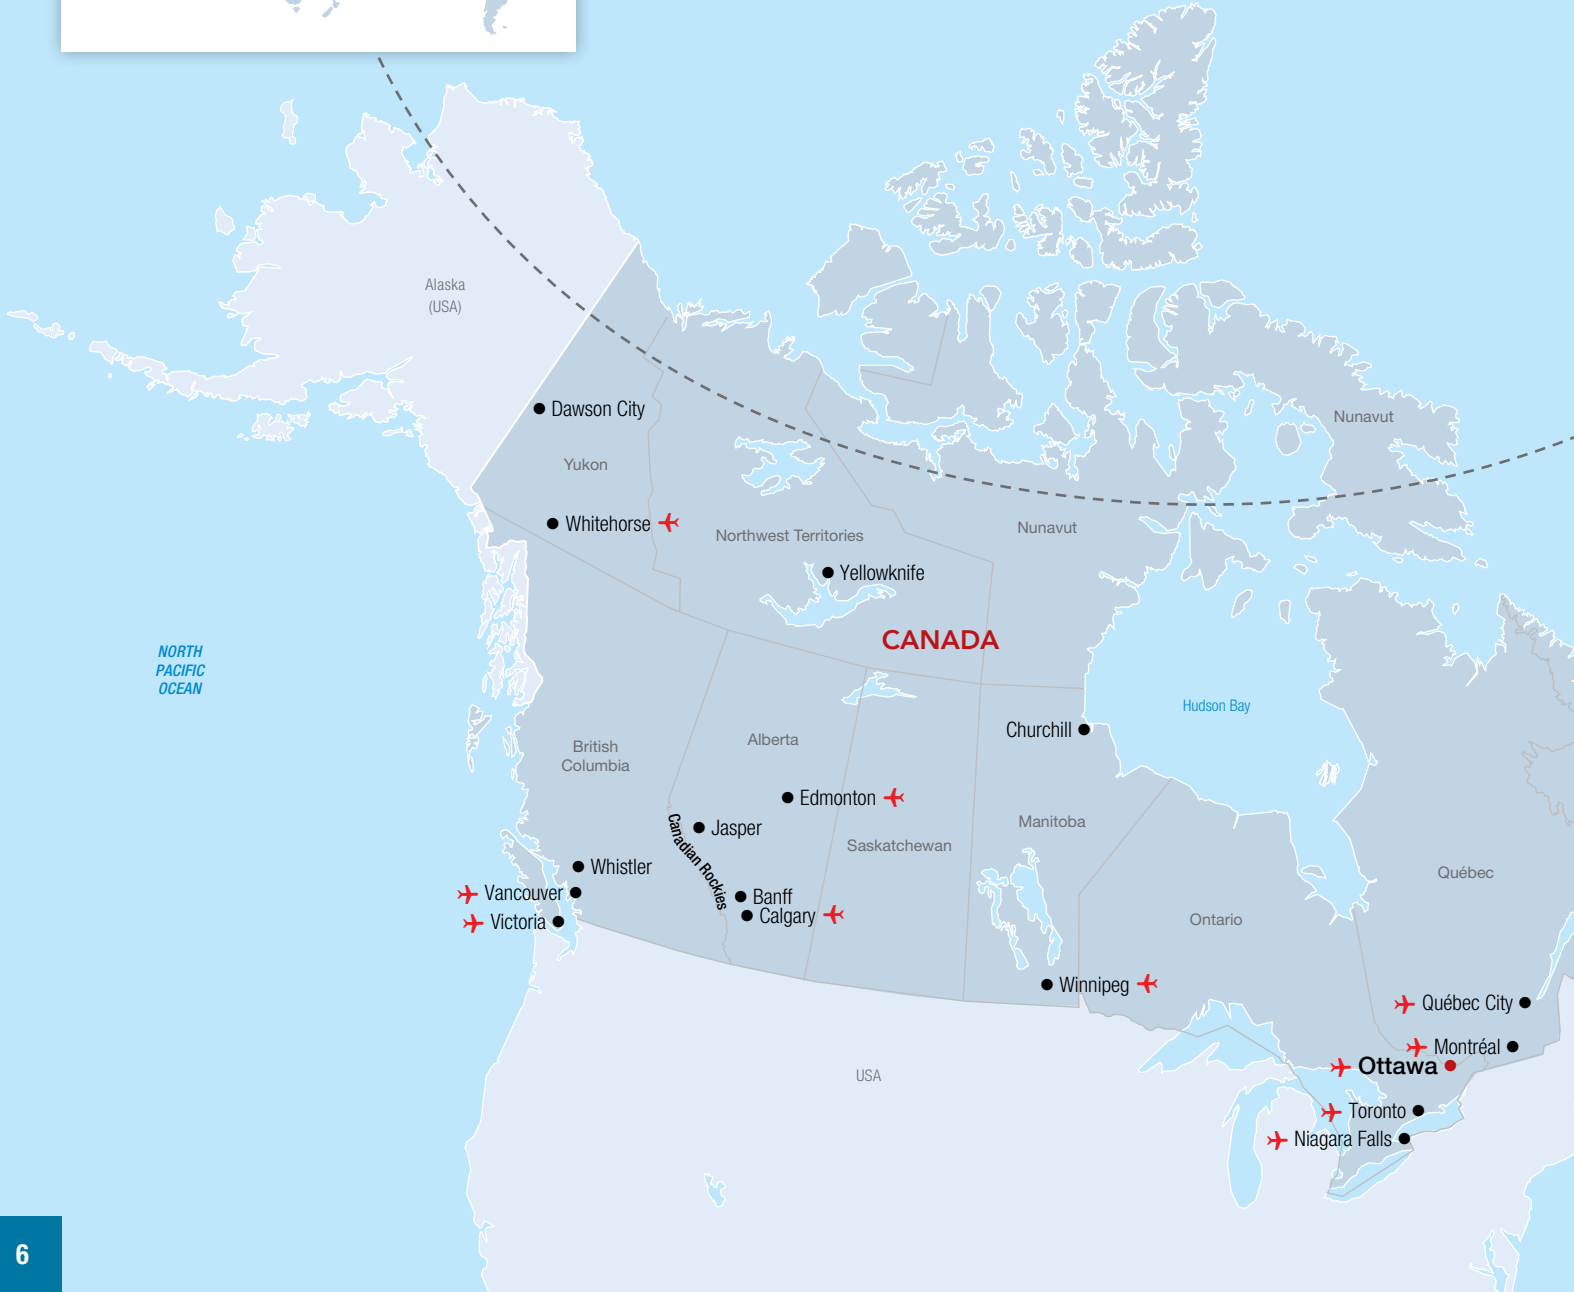 Alaska
(USA)
Nunavut
Dawson City
Yukon
Whitehorse
Northwest Territories
Nunavut
Yellowknife
CANADA
NORTH
PACIFIC
OCEAN
Hudson Bay
Churchill
British
Columbia
Alberta
Edmonton
Jasper
Canadian Rockies
Manitoba
Saskatchewan
Whistler
Vancouver
Banff
Calgary
Victoria
Québec
Ontario
Winnipeg
Québec City
Montréal
Ottawa
USA
Toronto
Niagara Falls
6